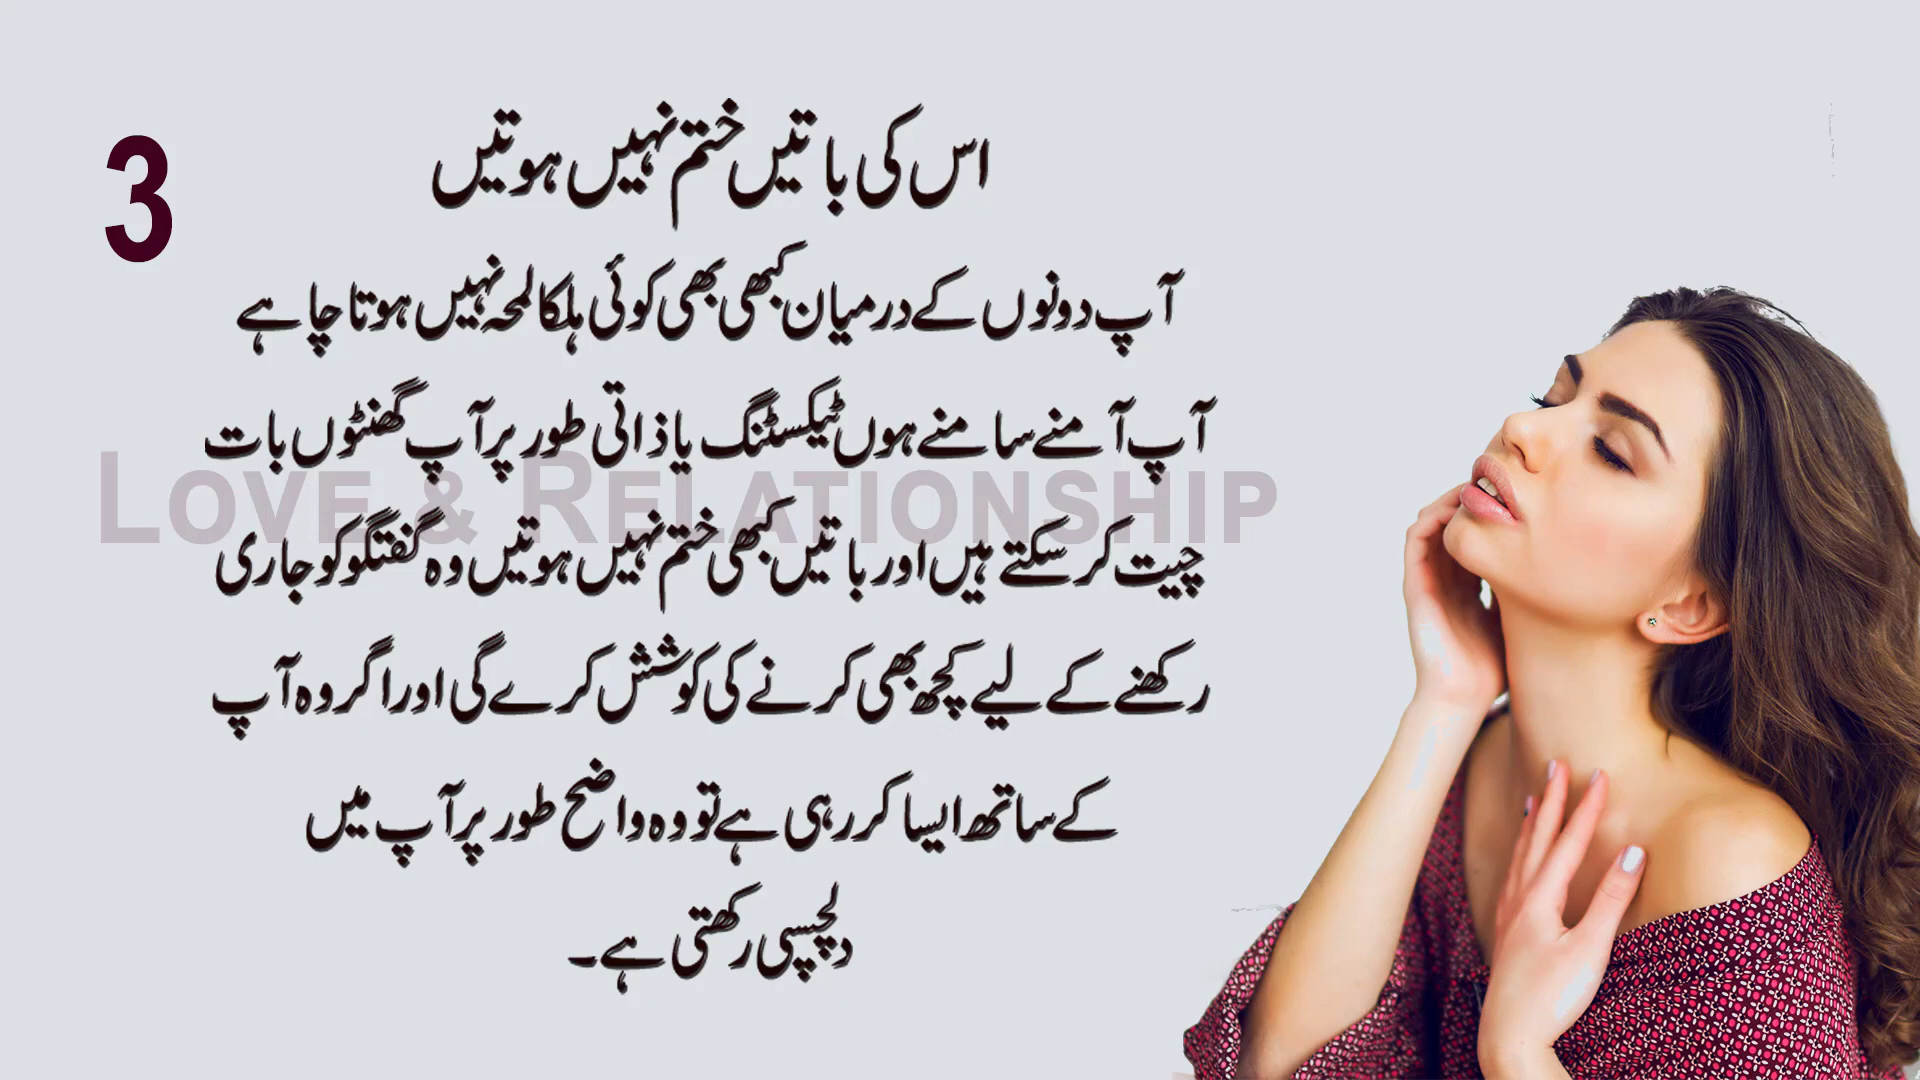 3
اس کی باتیں ختم نہیں ہوتیں
آپ دونوں کے درمیان کبھی بھی کوئی ہلکا لمحہ نہیں ہوتا چاہے
آپ آمنے سامنے ہوں ٹیکسٹنگ یا ذاتی طور پر آپ گھنٹوں بات
LOVE & RELATIONSHIP
چیت کر سکتے ہیں اور باتیں کبھی ختم نہیں ہوتیں وہ گفتگو کو جاری
رکھنے کے لیے کچھ بھی کرنے کی کوشش کرے گی اور اگر وہ آپ
کے ساتھ ایسا کر رہی ہے تو وہ واضح طور پر آپ میں
دلچسپی رکھتی ہے۔